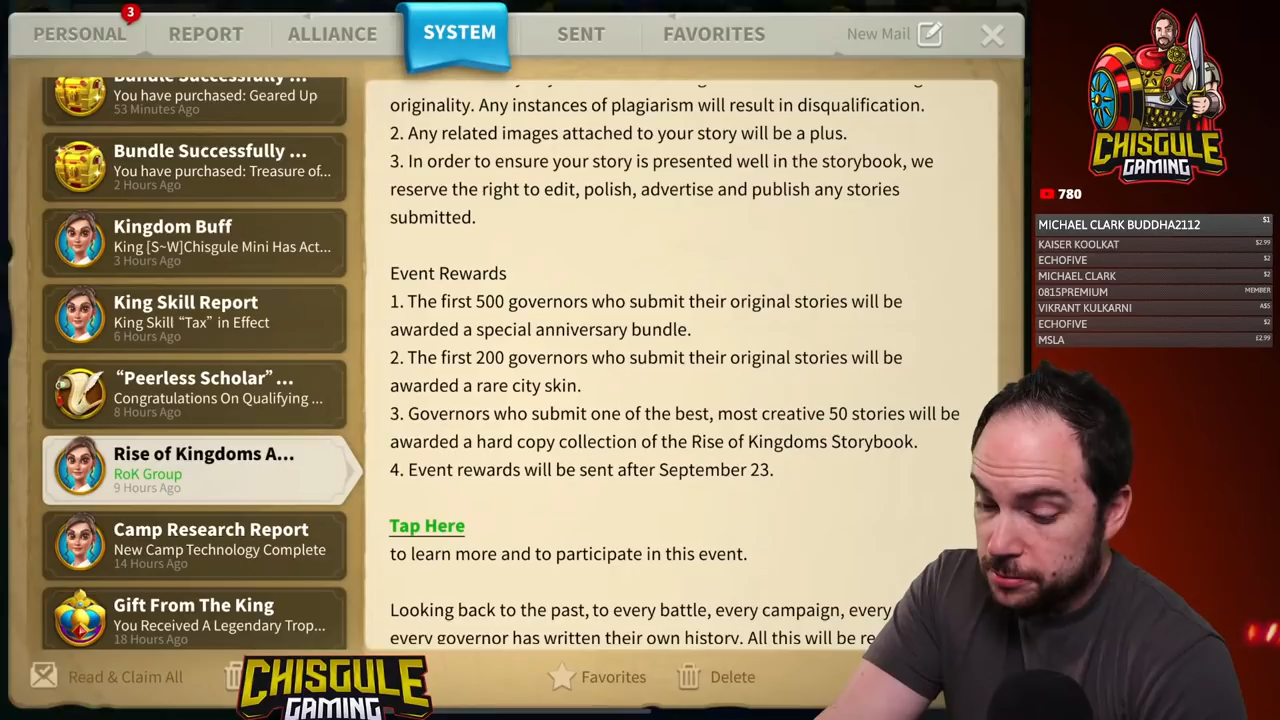 PERSONAL
3
REPORT
ALLIANCE
SYSTEM
SENT
FAVORITES
New Mail
Bundle Successfully ...
You have purchased: Geared Up
53 Minutes Ago
Bundle Successfully ...
You have purchased: Treasure of...
2 Hours Ago
Kingdom Buff
King [S~W]Chisgule Mini Has Act...
3 Hours Ago
King Skill Report
King Skill “Tax” in Effect
6 Hours Ago
“Peerless Scholar” ...
Congratulations On Qualifying ...
8 Hours Ago
Rise of Kingdoms A...
RoK Group
9 Hours Ago
Camp Research Report
New Camp Technology Complete
14 Hours Ago
Gift From The King
You Received A Legendary Trop...
18 Hours Ago
Read & Claim All
originality. Any instances of plagiarism will result in disqualification.
2. Any related images attached to your story will be a plus.
3. In order to ensure your story is presented well in the storybook, we
reserve the right to edit, polish, advertise and publish any stories
submitted.
Event Rewards
1. The first 500 governors who submit their original stories will be
awarded a special anniversary bundle.
2. The first 200 governors who submit their original stories will be
awarded a rare city skin.
3. Governors who submit one of the best, most creative 50 stories will be
awarded a hard copy collection of the Rise of Kingdoms Storybook.
4. Event rewards will be sent after September 23.
Tap Here
to learn more and to participate in this event.
Looking back to the past, to every battle, every campaign, every
every governor has written their own history. All this will be
Favorites
Delete
CHISGULE
GAMING
CHISGULE
GAMING
780
MICHAEL CLARK BUDDHA2112 $1
KAISER KOOLKAT $2.99
ECHOFIVE $2
MICHAEL CLARK $2
0815PREMIUM MEMBER
VIKRANT KULKARNI A$5
ECHOFIVE $2
MSLA £2.99